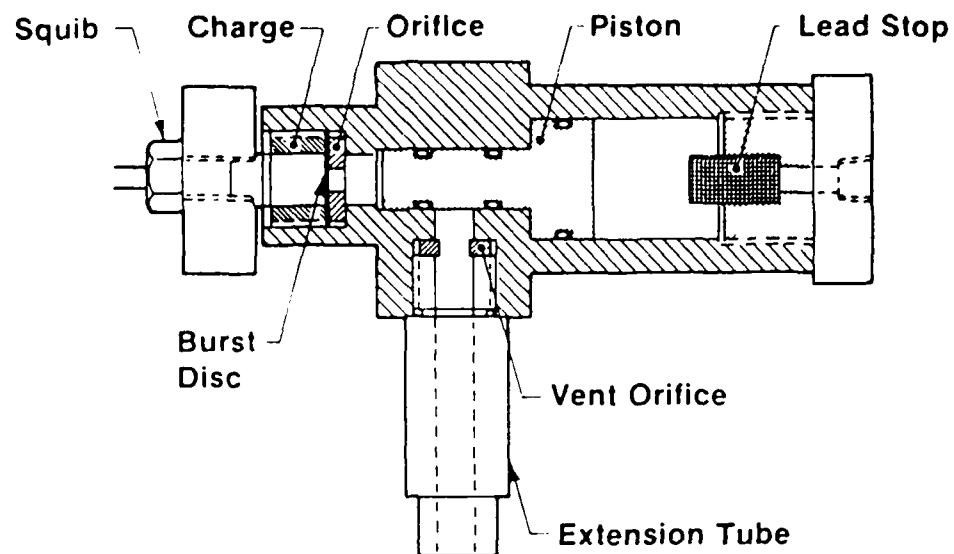 Squib
Charge
Orifice
Piston
Lead Stop
Burst
Disc
Vent Orifice
Extension Tube